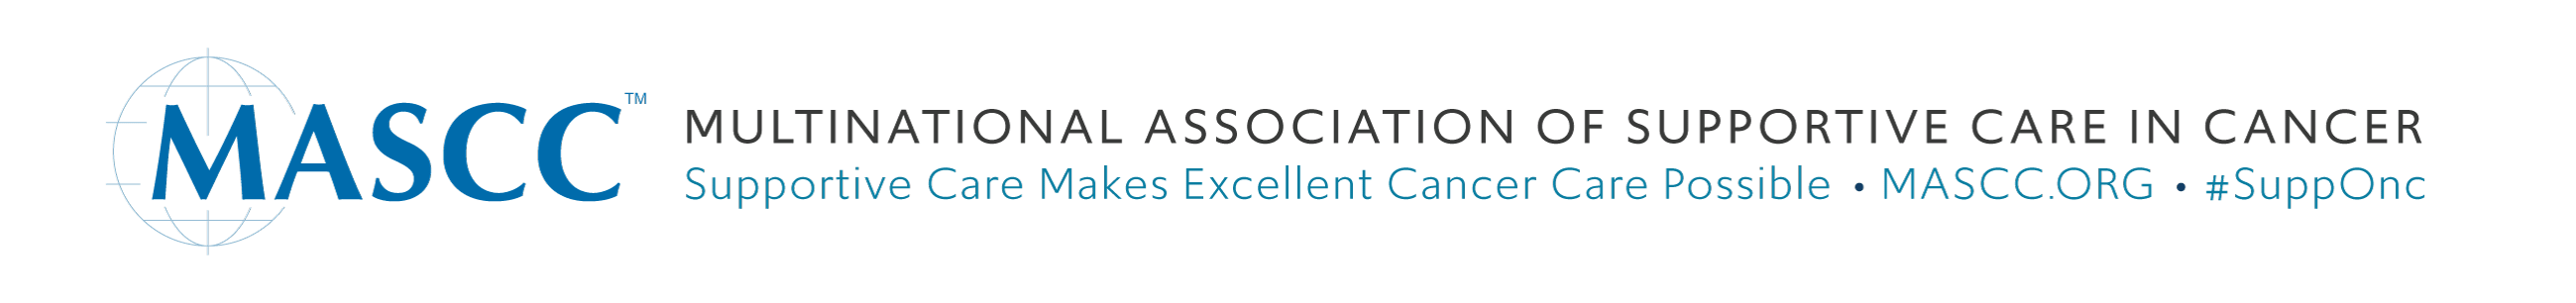 MASCC™
MULTINATIONAL ASSOCIATION OF SUPPORTIVE CARE IN CANCER
Supportive Care Makes Excellent Cancer Care Possible • MASCC.ORG • #SuppOnc